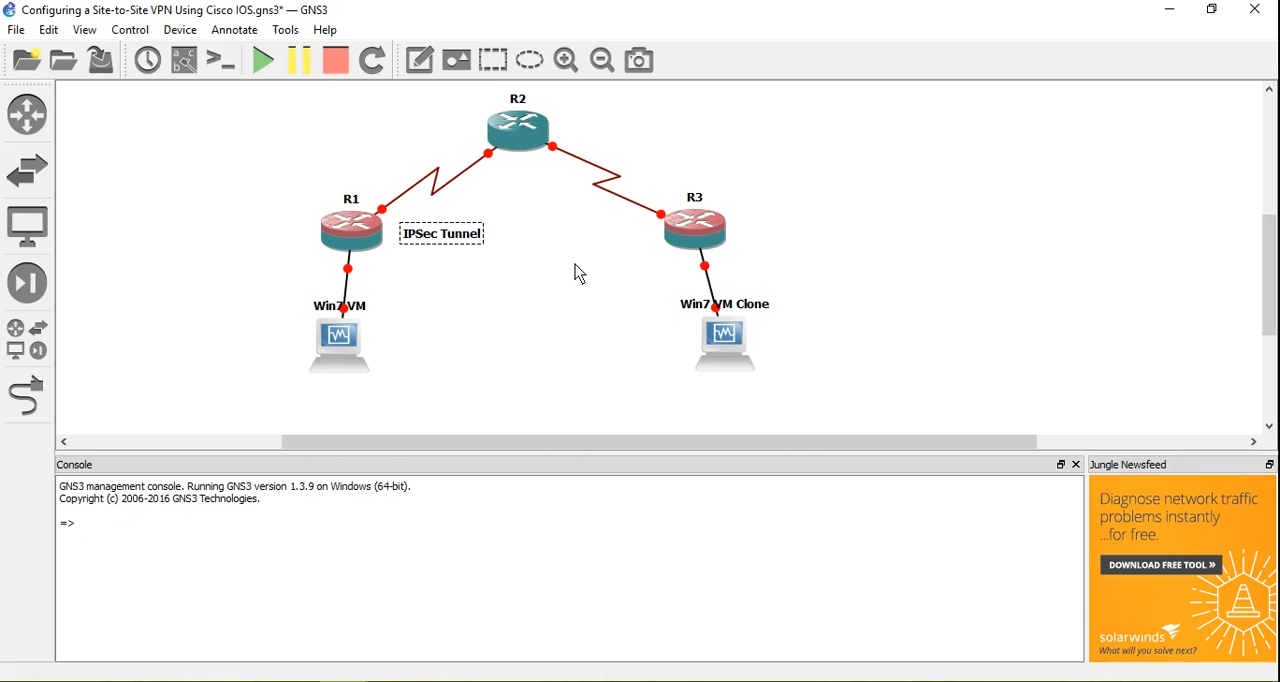 Configuring a Site-to-Site VPN Using Cisco IOS.gns3* — GNS3
File Edit View Control Device Annotate Tools Help
R2
R1
R3
IPSec Tunnel
Win7 VM
Win7 VM Clone
Console
GNS3 management console. Running GNS3 version 1.3.9 on Windows (64-bit).
Copyright (c) 2006-2016 GNS3 Technologies.
=>
Jungle Newsfeed
Diagnose network traffic
problems instantly
...for free.
DOWNLOAD FREE TOOL »
solarwinds
What will you solve next?